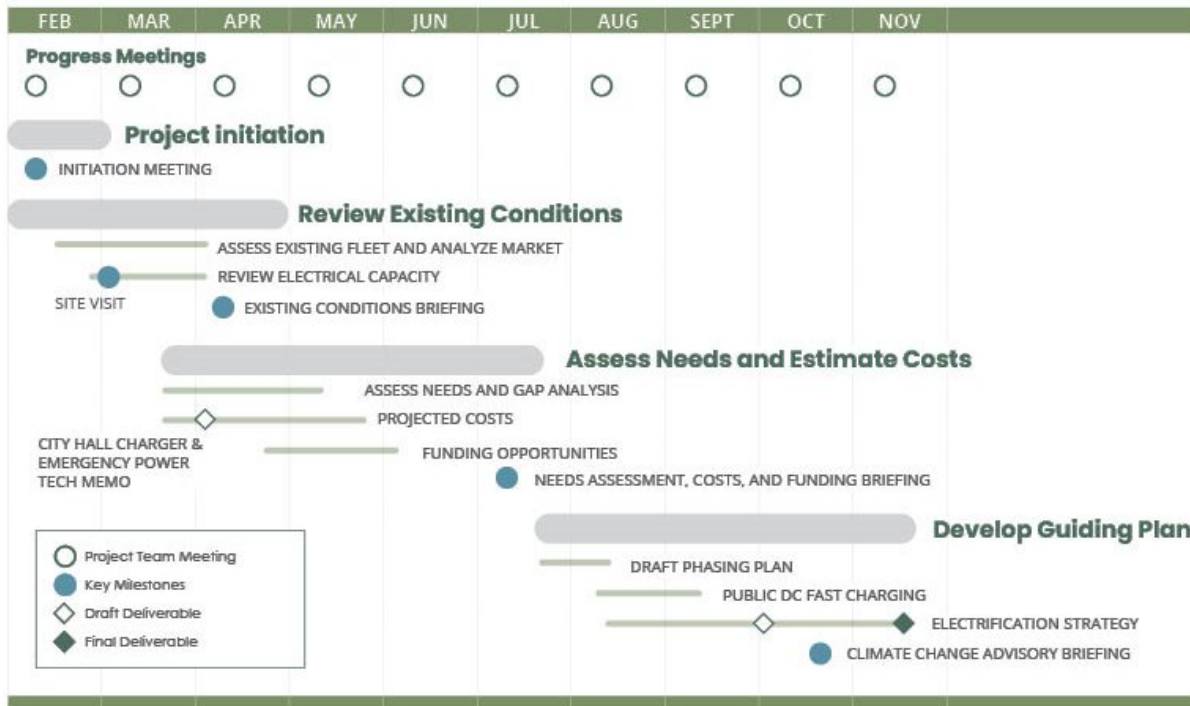 FEB MAR APR MAY JUN JUL AUG SEPT OCT NOV
Progress Meetings
Project initiation
INITIATION MEETING
Review Existing Conditions
ASSESS EXISTING FLEET AND ANALYZE MARKET
REVIEW ELECTRICAL CAPACITY
SITE VISIT
EXISTING CONDITIONS BRIEFING
Assess Needs and Estimate Costs
ASSESS NEEDS AND GAP ANALYSIS
PROJECTED COSTS
CITY HALL CHARGER &
EMERGENCY POWER
TECH MEMO
FUNDING OPPORTUNITIES
NEEDS ASSESSMENT, COSTS, AND FUNDING BRIEFING
Develop Guiding Plan
DRAFT PHASING PLAN
PUBLIC DC FAST CHARGING
ELECTRIFICATION STRATEGY
CLIMATE CHANGE ADVISORY BRIEFING
Project Team Meeting
Key Milestones
Draft Deliverable
Final Deliverable